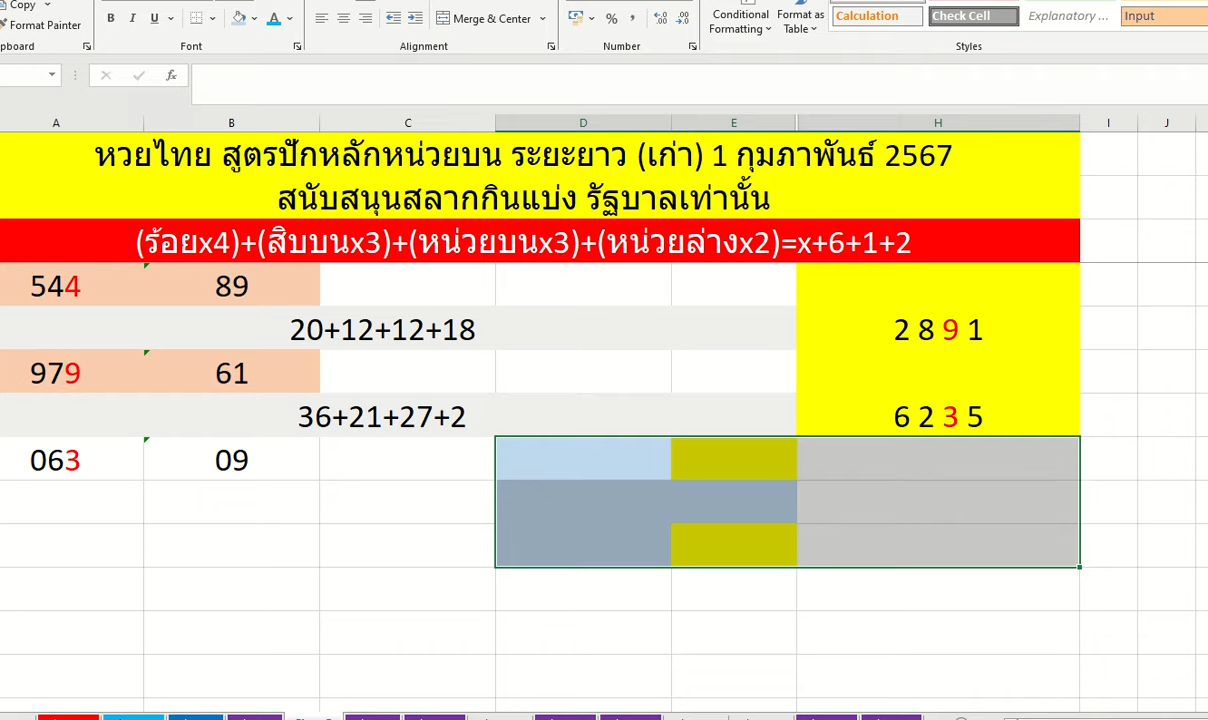 Copy
Format Painter
B I U A
Merge & Center
%
Conditional Formatting
Format as Table
Calculation
Check Cell
Explanatory ...
Input
pboard
Font
Alignment
Number
Styles
fx
A B C D E H I J
หวยไทย สูตรปักหลักหน่วยบน ระยะยาว (เก่า) 1 กุมภาพันธ์ 2567
สนับสนุนสลากกินแบ่ง รัฐบาลเท่านั้น
(ร้อยx4)+(สิบบนx3)+(หน่วยบนx3)+(หน่วยล่างx2)=x+6+1+2
544 89
20+12+12+18 2 8 9 1
979 61
36+21+27+2 6 2 3 5
063 09